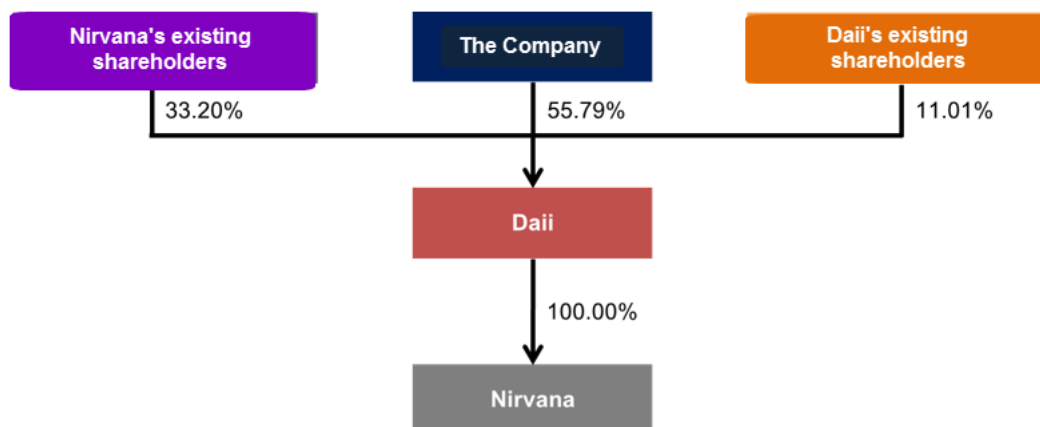 Nirvana's existing
shareholders
The Company
Daii's existing
shareholders
33.20%
55.79%
11.01%
Daii
100.00%
Nirvana